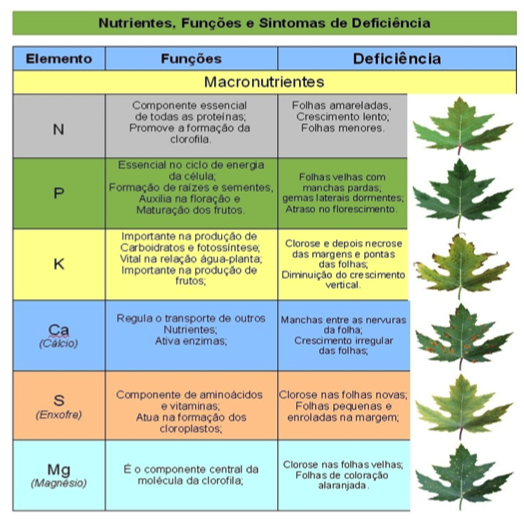 Nutrientes, Funções e Sintomas de Deficiência
Elemento
Funções
Deficiência
Macronutrientes
N
Componente essencial
de todas as proteínas;
Promove a formação da
clorofila.
Folhas amareladas,
Crescimento lento;
Folhas menores.
P
Essencial no ciclo de energia
da célula;
Formação de raízes e sementes,
Auxilia na floração e
Maturação dos frutos.
Folhas velhas com
manchas pardas;
gemas laterais dormentes;
Atraso no florescimento.
K
Importante na produção de
Carboidratos e fotossíntese;
Vital na relação água-planta;
Importante na produção de
frutos;
Clorose e depois necrose
das margens e pontas
das folhas;
Diminuição do crescimento
vertical.
Ca
(Cálcio)
Regula o transporte de outros
Nutrientes;
Ativa enzimas;
Manchas entre as nervuras
da folha;
Crescimento irregular
das folhas;
S
(Enxofre)
Componente de aminoácidos
e vitaminas;
Atua na formação dos
cloroplastos;
Clorose nas folhas novas;
Folhas pequenas e
enroladas na margem;
Mg
(Magnésio)
É o componente central da
molécula da clorofila;
Clorose nas folhas velhas;
Folhas de coloração
alaranjada.